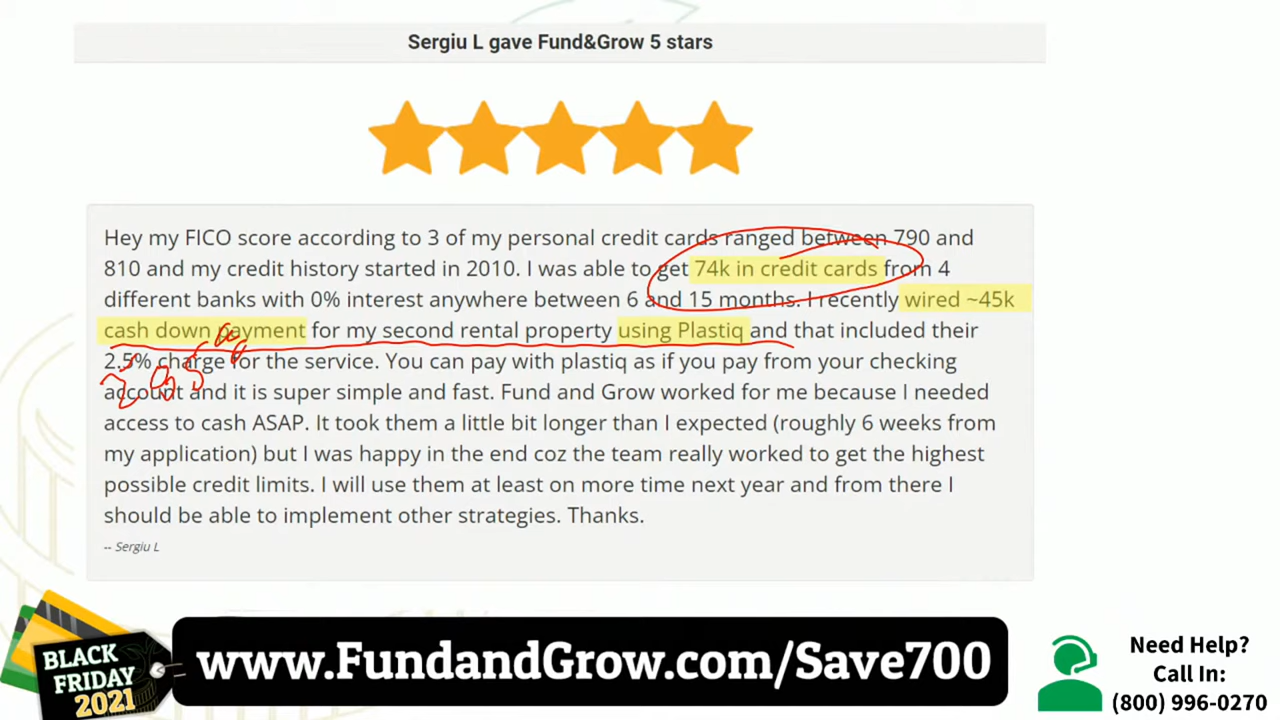 Sergiu L gave Fund&Grow 5 stars
Hey my FICO score according to 3 of my personal credit cards ranged between 790 and
810 and my credit history started in 2010. I was able to get 74k in credit cards from 4
different banks with 0% interest anywhere between 6 and 15 months. I recently wired ~45k
cash down payment for my second rental property using Plastiq and that included their
2.5% charge for the service. You can pay with plastiq as if you pay from your checking
account and it is super simple and fast. Fund and Grow worked for me because I needed
access to cash ASAP. It took them a little bit longer than I expected (roughly 6 weeks from
my application) but I was happy in the end coz the team really worked to get the highest
possible credit limits. I will use them at least on more time next year and from there I
should be able to implement other strategies. Thanks.
-- Sergiu L
BLACK
FRIDAY
2021
www.FundandGrow.com/Save700
Need Help?
Call In:
(800) 996-0270